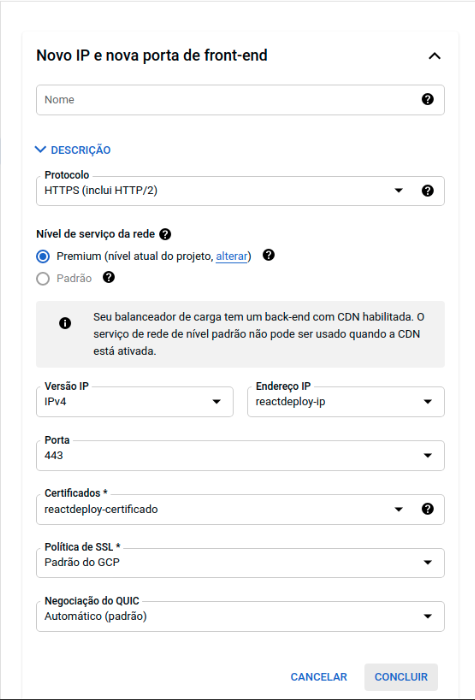 Novo IP e nova porta de front-end
Nome
DESCRIÇÃO
Protocolo
HTTPS (inclui HTTP/2)
Nível de serviço da rede
Premium (nível atual do projeto, alterar)
Padrão
Seu balanceador de carga tem um back-end com CDN habilitada. O
serviço de rede de nível padrão não pode ser usado quando a CDN
está ativada.
Versão IP
IPv4
Endereço IP
reactdeploy-ip
Porta
443
Certificados *
reactdeploy-certificado
Política de SSL *
Padrão do GCP
Negociação do QUIC
Automático (padrão)
CANCELAR CONCLUIR